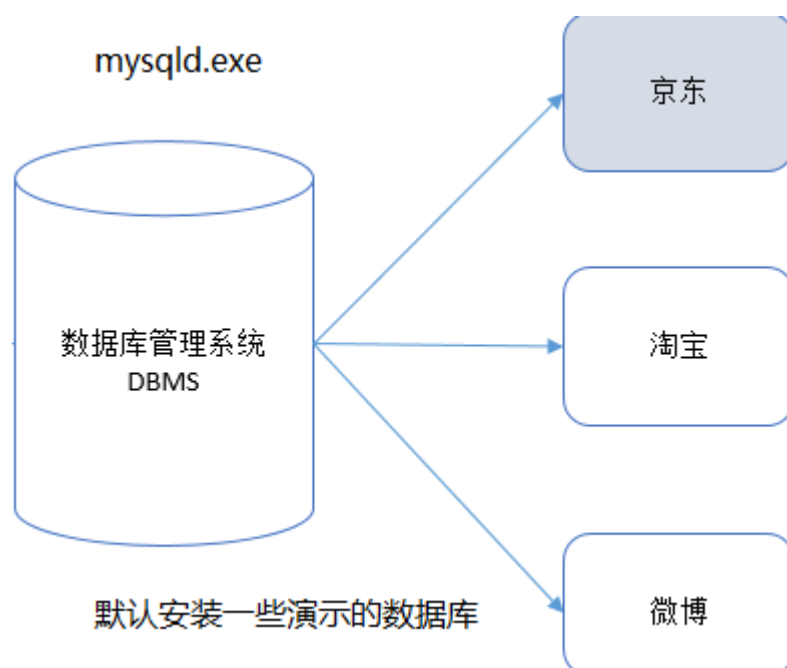 mysqld.exe
京东
数据库管理系统
DBMS
淘宝
默认安装一些演示的数据库
微博